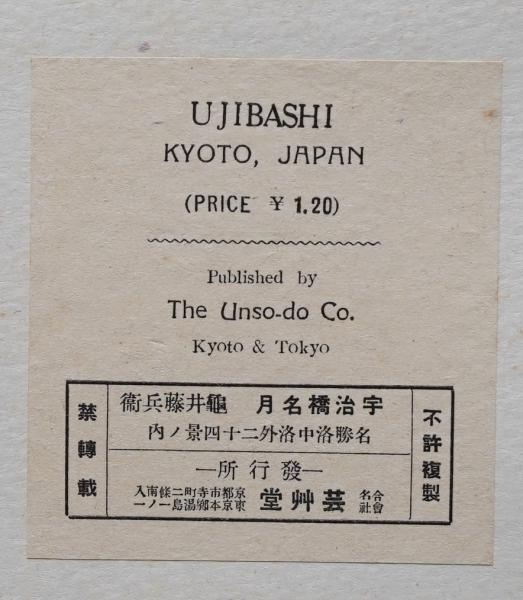 UJIBASHI
KYOTO, JAPAN
(PRICE ¥ 1.20)
Published by
The Unso-do Co.
Kyoto & Tokyo
不許複製
宇治橋名月 龜井藤兵衞
名勝洛中洛外二十四景ノ内
—發行所—
合名
會社
芸艸堂
京都市寺町二條南入
東京本郷湯島一ノ一
禁轉載